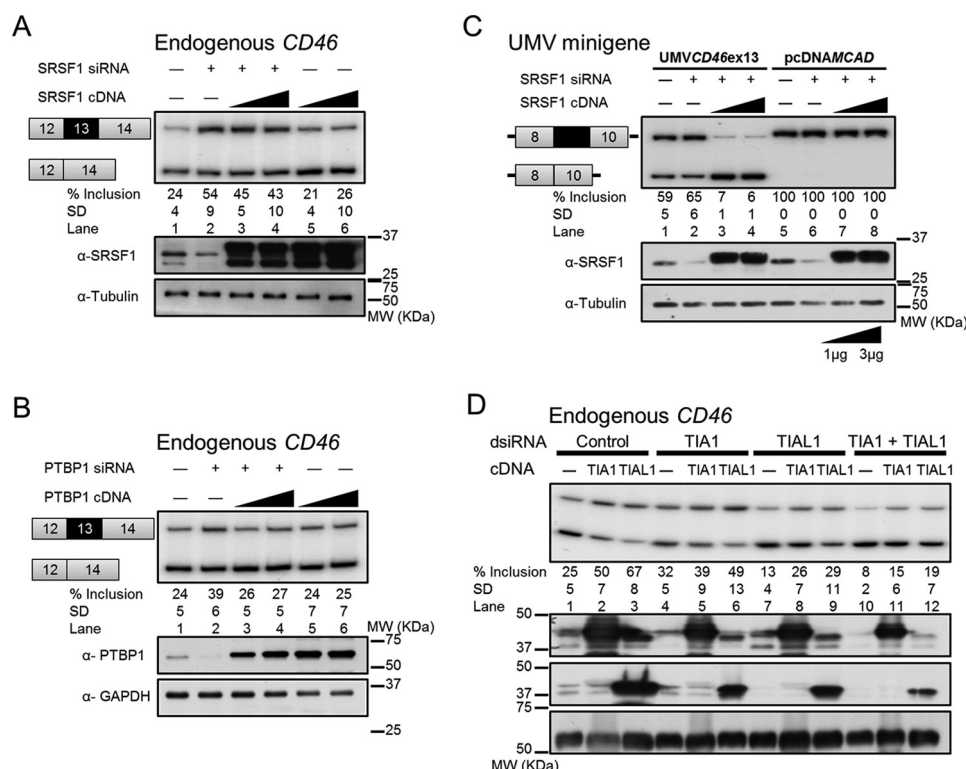 A
Endogenous CD46
SRSF1 siRNA — + + + — —
SRSF1 cDNA — — — —
12 13 14
12 14
% Inclusion 24 54 45 43 21 26
SD 4 9 5 10 4 10
Lane 1 2 3 4 5 6
37
α-SRSF1
25
75
α-Tubulin
50
MW (KDa)
B
Endogenous CD46
PTBP1 siRNA — + + + — —
PTBP1 cDNA — —
12 13 14
12 14
% Inclusion 24 39 26 27 24 25
SD 5 6 5 5 7 7
Lane 1 2 3 4 5 6 MW (KDa)
75
α- PTBP1
50
37
α- GAPDH
25
C
UMV minigene
UMVCD46ex13 pcDNAMCAD
SRSF1 siRNA — + + + — + + +
SRSF1 cDNA — — — —
8 10
8 10
% Inclusion 59 65 7 6 100 100 100 100
SD 5 6 1 1 0 0 0 0
Lane 1 2 3 4 5 6 7 8
37
α-SRSF1
25
75
α-Tubulin
50
MW (KDa)
1µg 3µg
D
Endogenous CD46
dsiRNA Control TIA1 TIAL1 TIA1 + TIAL1
cDNA — TIA1 TIAL1 — TIA1 TIAL1 — TIA1 TIAL1 — TIA1 TIAL1
% Inclusion 25 50 67 32 39 49 13 26 29 8 15 19
SD 5 7 8 5 9 13 4 7 11 2 6 7
Lane 1 2 3 4 5 6 7 8 9 10 11 12
50
37
50
37
75
50
MW (KDa)